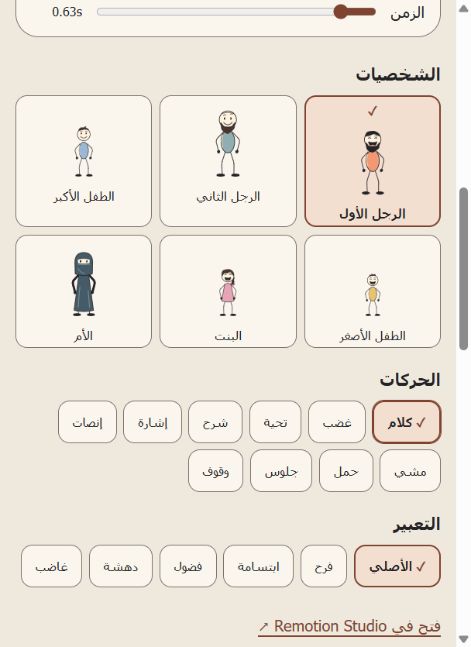 الزمن 0.63s
الشخصيات
✓
الرجل الأول الرجل الثاني الطفل الأكبر
الطفل الأصغر البنت الأم
الحركات
✓ كلام غضب تحية شرح إشارة إنصات
مشي حمل جلوس وقوف
التعبير
✓ الأصلي فرح ابتسامة فضول دهشة غاضب
فتح في Remotion Studio ↗